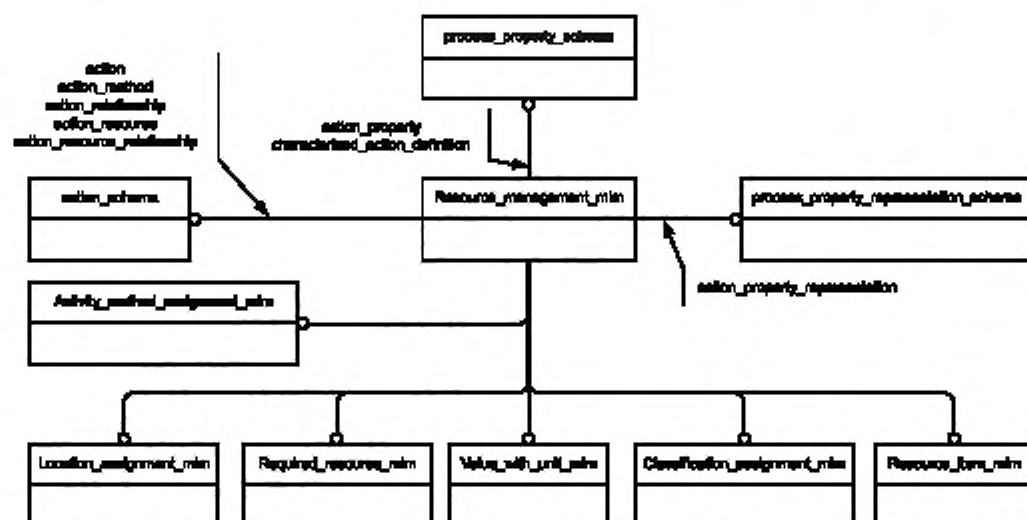 process_property_schema
action
action_method
action_relationship
action_resource
action_resource_relationship
action_property
characterized_action_definition
action_schema
Resource_management_mim
process_property_representation_schema
action_property_representation
Activity_method_assignment_mim
Location_assignment_mim
Required_resource_mim
Value_with_unit_mim
Classification_assignment_mim
Resource_item_mim